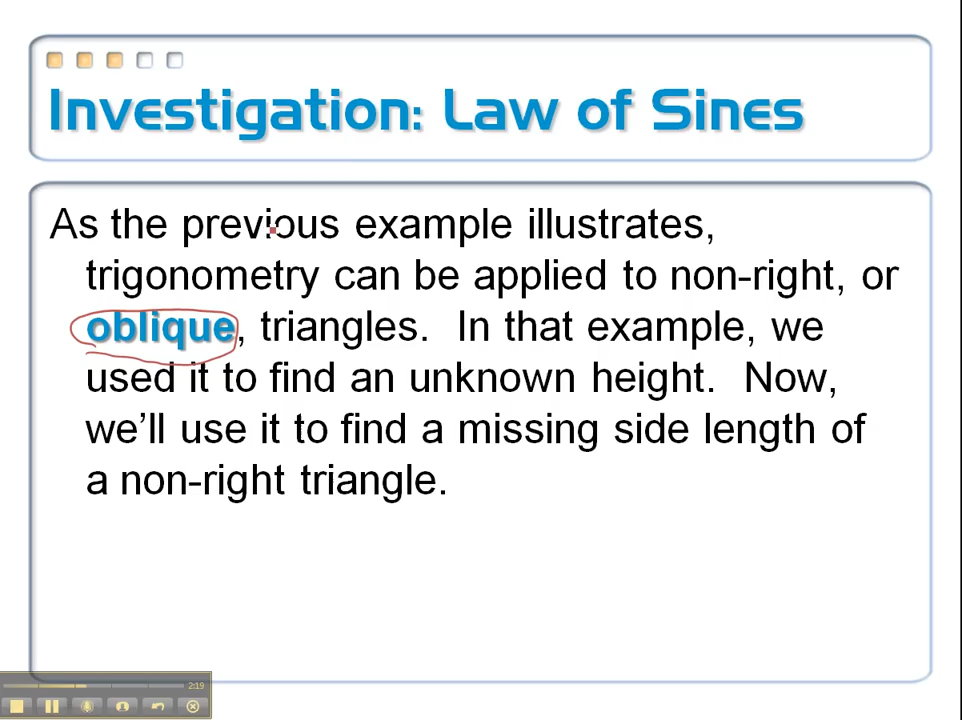 Investigation: Law of Sines
As the previous example illustrates,
trigonometry can be applied to non-right, or
oblique, triangles.  In that example, we
used it to find an unknown height.  Now,
we’ll use it to find a missing side length of
a non-right triangle.
2:19